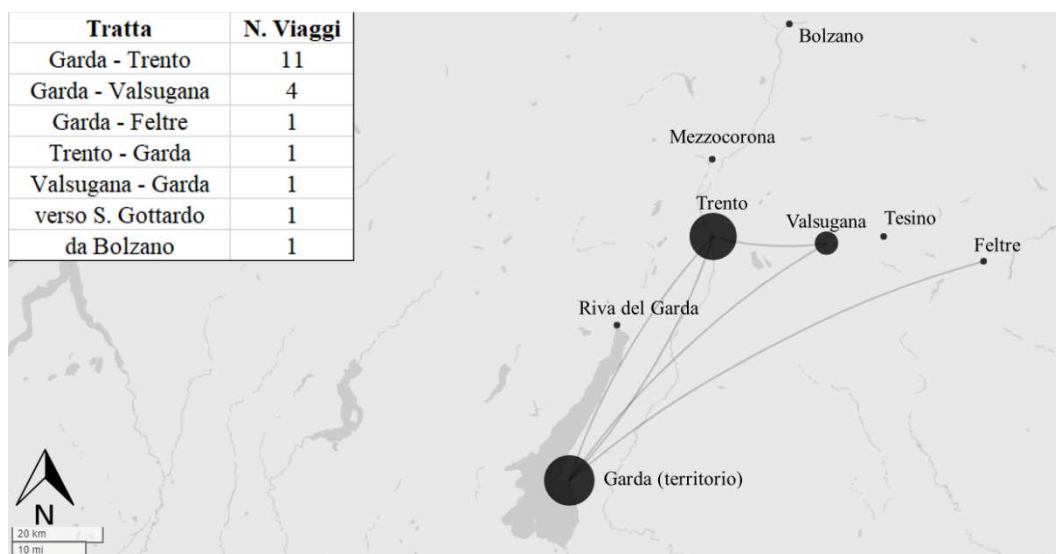 Tratta N. Viaggi
Garda - Trento 11
Garda - Valsugana 4
Garda - Feltre 1
Trento - Garda 1
Valsugana - Garda 1
verso S. Gottardo 1
da Bolzano 1
Bolzano
Mezzocorona
Trento
Valsugana
Tesino
Feltre
Riva del Garda
Garda (territorio)
N
20 km
10 mi